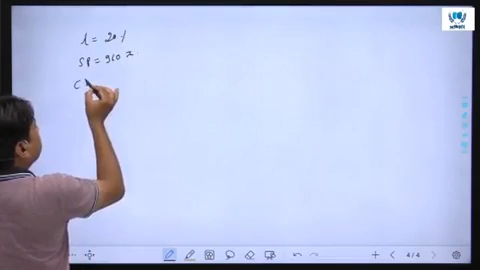 l = 20 %
SP = 960 ₹
C
4/4